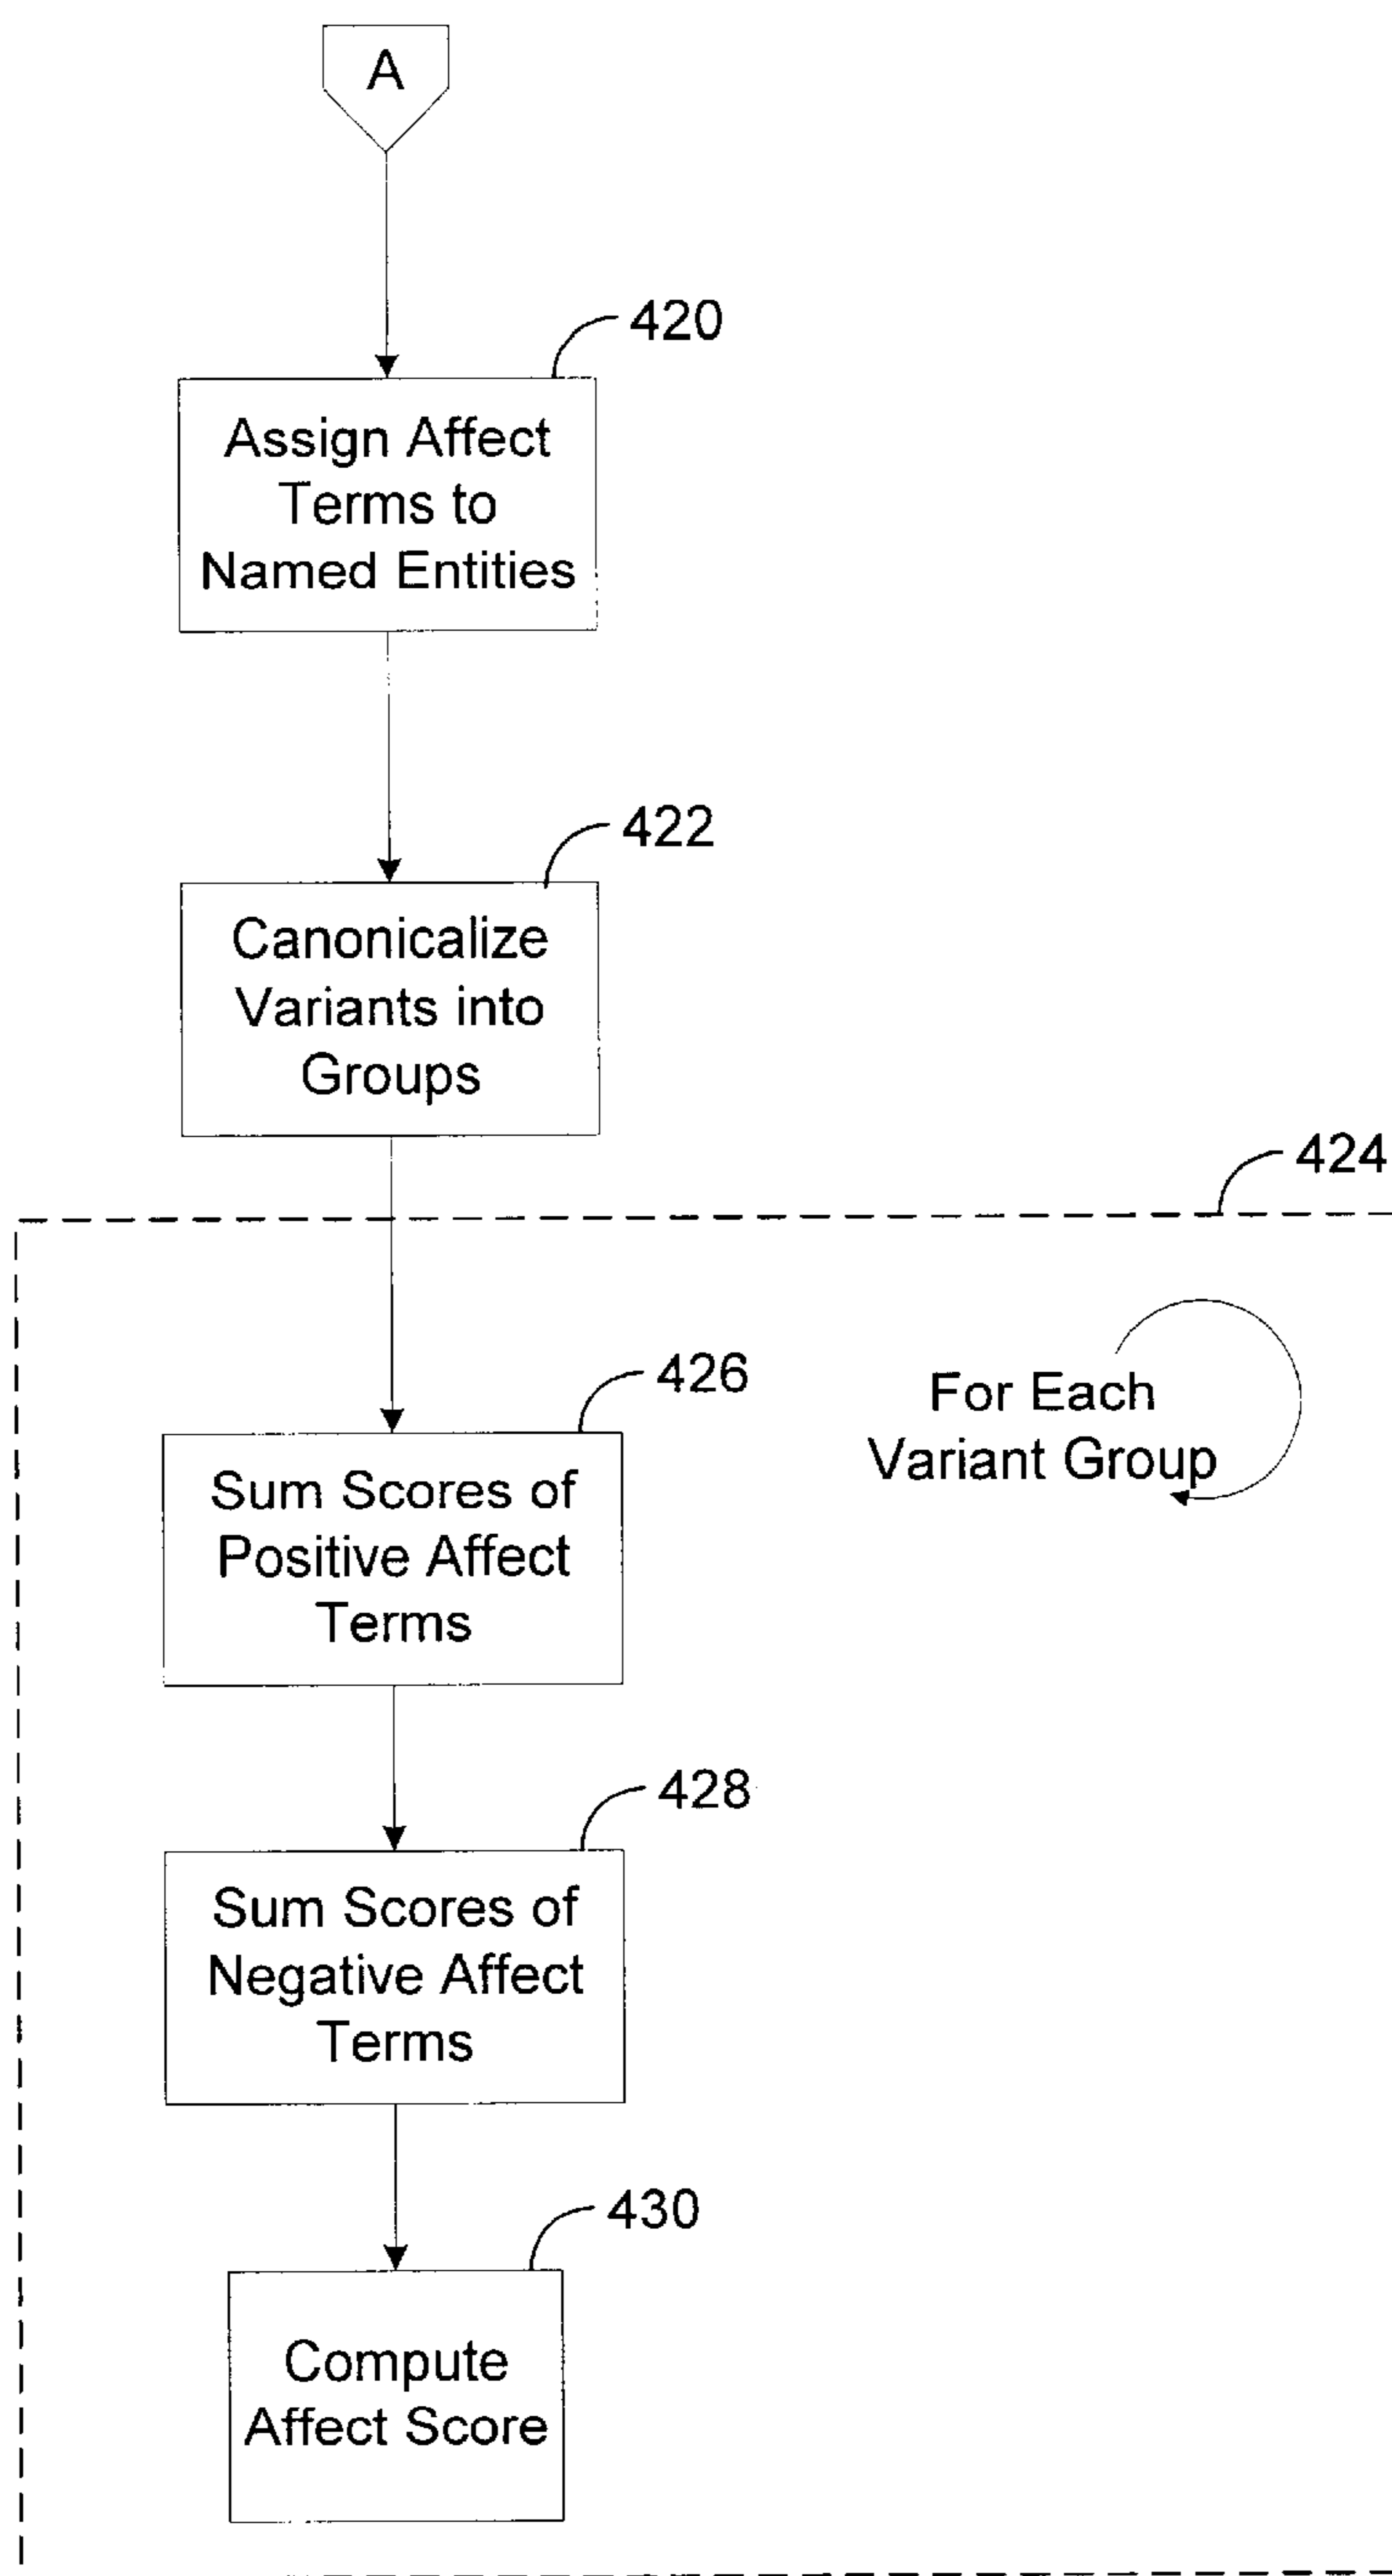 A
420
Assign Affect
Terms to
Named Entities
422
Canonicalize
Variants into
Groups
424
For Each
Variant Group
426
Sum Scores of
Positive Affect
Terms
428
Sum Scores of
Negative Affect
Terms
430
Compute
Affect Score